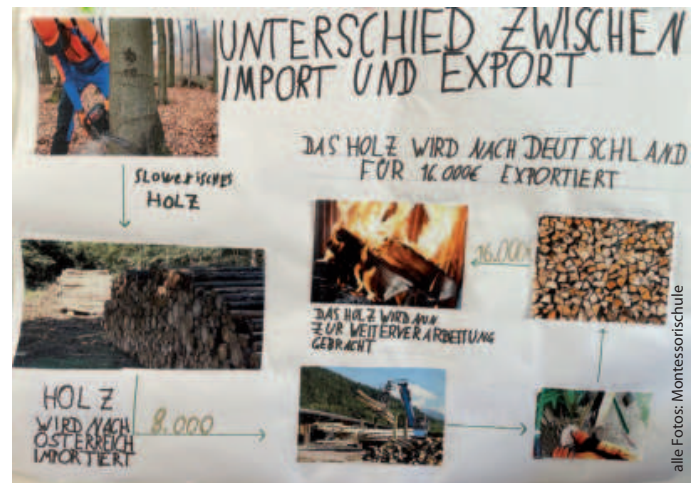 UNTERSCHIED ZWISCHEN
IMPORT UND EXPORT
SLOWENISCHES
HOLZ
DAS HOLZ WIRD NACH DEUTSCHLAND
FÜR 16.000€ EXPORTIERT
16.000€
DAS HOLZ WIRD NUN
ZUR WEITERVERARBEITUNG
GEBRACHT
HOLZ
WIRD NACH
ÖSTERREICH
IMPORTIERT
8.000
alle Fotos: Montessorischule